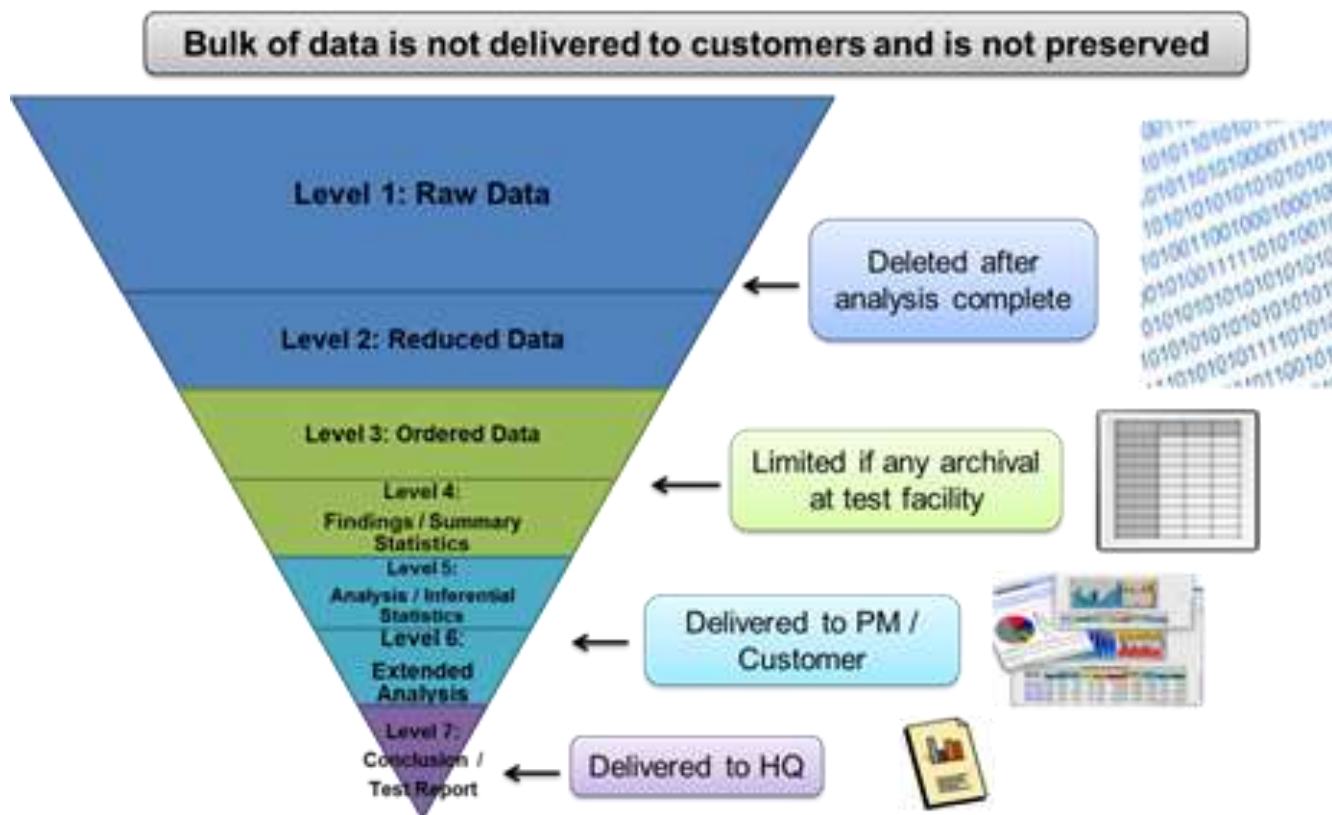 Bulk of data is not delivered to customers and is not preserved
Level 1: Raw Data
Level 2: Reduced Data
Deleted after
analysis complete
Level 3: Ordered Data
Level 4:
Findings / Summary
Statistics
Limited if any archival
at test facility
Level 5:
Analysis / Inferential
Statistics
Level 6:
Extended
Analysis
Delivered to PM /
Customer
Level 7:
Conclusion /
Test Report
Delivered to HQ